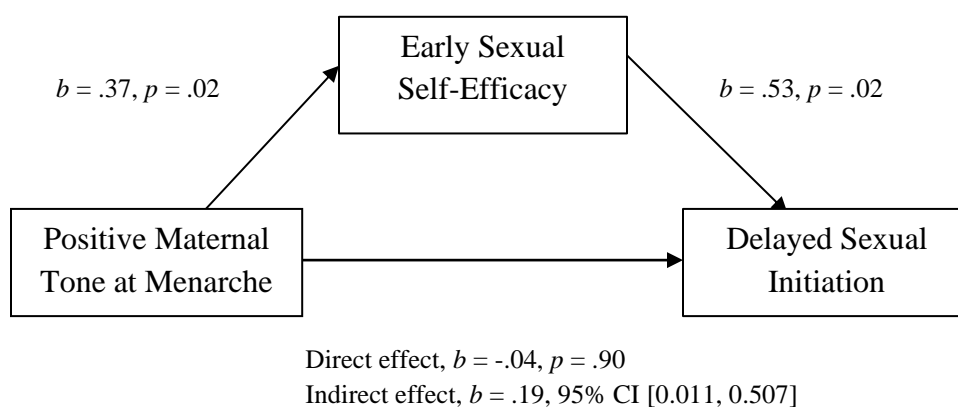 Early Sexual
Self-Efficacy
b = .37, p = .02
b = .53, p = .02
Positive Maternal
Tone at Menarche
Delayed Sexual
Initiation
Direct effect, b = -.04, p = .90
Indirect effect, b = .19, 95% CI [0.011, 0.507]